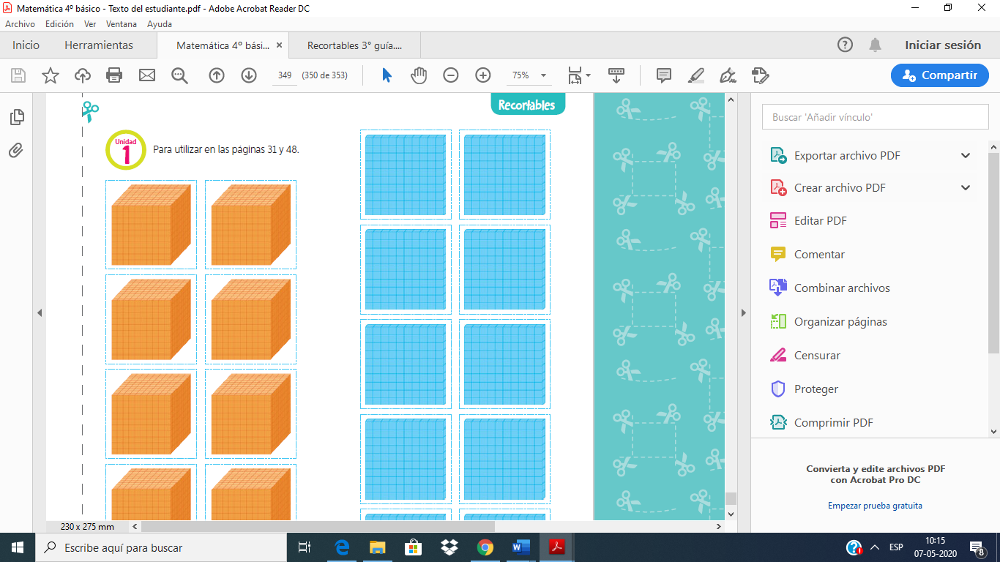 Matemática 4º básico - Texto del estudiante.pdf - Adobe Acrobat Reader DC
Archivo Edición Ver Ventana Ayuda
Inicio Herramientas Matemática 4º bási... × Recortables 3° guía.... Iniciar sesión
349 (350 de 353) 75% Compartir
Recortables
Unidad
1
Para utilizar en las páginas 31 y 48.
230 x 275 mm
Buscar 'Añadir vínculo'
Exportar archivo PDF
Crear archivo PDF
Editar PDF
Comentar
Combinar archivos
Organizar páginas
Censurar
Proteger
Comprimir PDF
Convierta y edite archivos PDF
con Acrobat Pro DC
Empezar prueba gratuita
Escribe aquí para buscar
ESP
10:15
07-05-2020
8